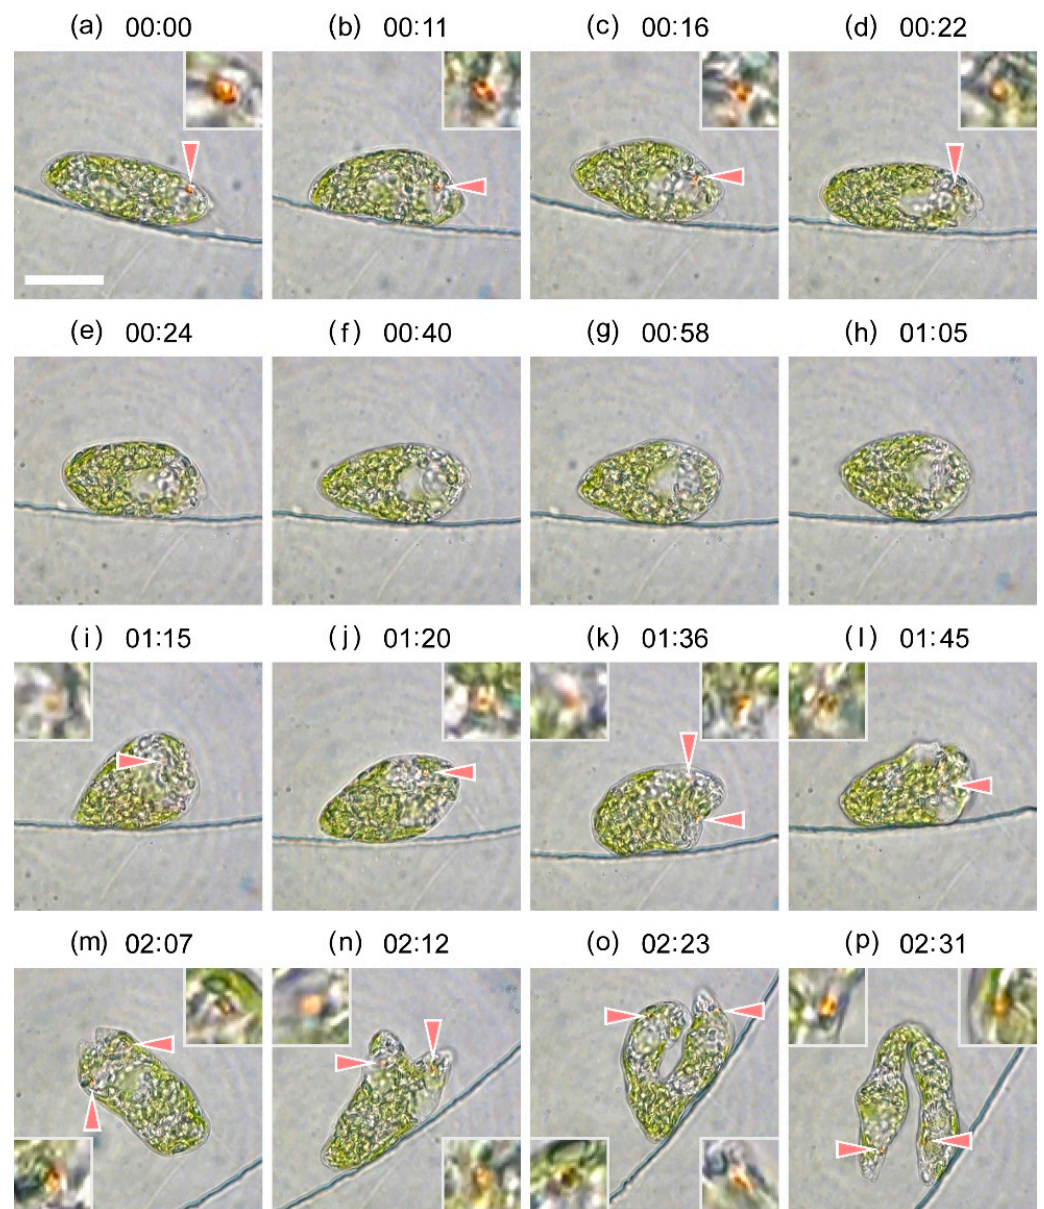 (a) 00:00 (b) 00:11 (c) 00:16 (d) 00:22
(e) 00:24 (f) 00:40 (g) 00:58 (h) 01:05
(i) 01:15 (j) 01:20 (k) 01:36 (l) 01:45
(m) 02:07 (n) 02:12 (o) 02:23 (p) 02:31